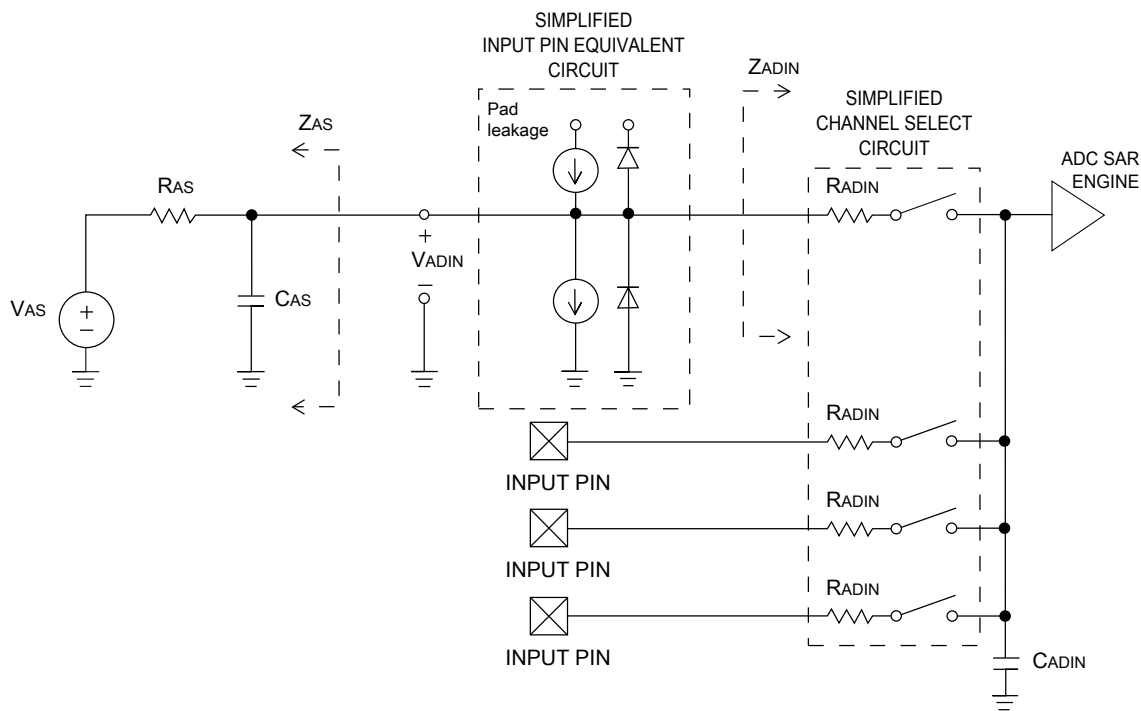 SIMPLIFIED
INPUT PIN EQUIVALENT
CIRCUIT
Pad
leakage
ZAS
RAS
ZADIN
SIMPLIFIED
CHANNEL SELECT
CIRCUIT
RADIN
ADC SAR
ENGINE
VAS
+
–
CAS
+
VADIN
–
RADIN
INPUT PIN
RADIN
INPUT PIN
RADIN
INPUT PIN
CADIN